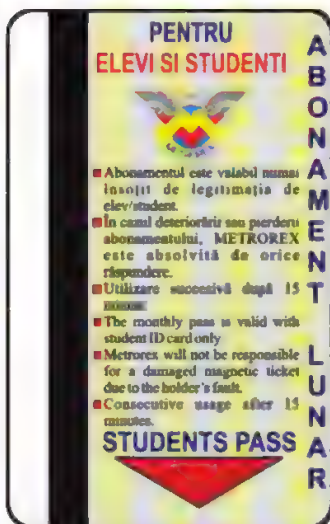 PENTRU
ELEVI SI STUDENTI
Abonamentul este valabil numai
însoţit de legitimaţia de
elev/student.
În cazul deteriorării sau pierderii
abonamentului, METROREX
este absolvită de orice
răspundere.
Utilizare succesivă după 15
The monthly pass is valid with
student ID card only
Metrorex will not be responsible
for a damaged magnetic ticket
due to the holder's fault.
Consecutive usage after 15
minutes.
STUDENTS PASS
ABONAMENT LUNAR